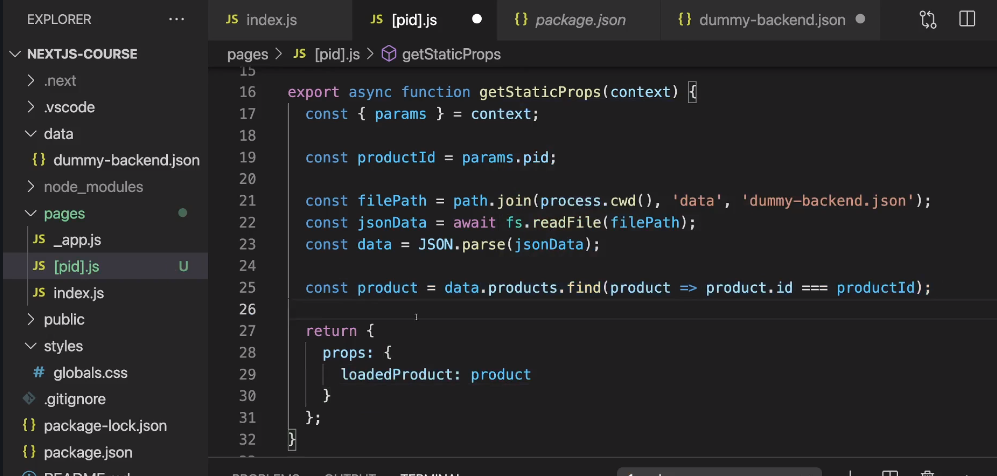 EXPLORER ...
JS index.js
JS [pid].js
{} package.json
{} dummy-backend.json
NEXTJS-COURSE
.next
.vscode
data
{} dummy-backend.json
node_modules
pages
JS _app.js
JS [pid].js U
JS index.js
public
styles
# globals.css
.gitignore
{} package-lock.json
{} package.json
pages > JS [pid].js > getStaticProps
15
16 export async function getStaticProps(context) {
17 const { params } = context;
18
19 const productId = params.pid;
20
21 const filePath = path.join(process.cwd(), 'data', 'dummy-backend.json');
22 const jsonData = await fs.readFile(filePath);
23 const data = JSON.parse(jsonData);
24
25 const product = data.products.find(product => product.id === productId);
26
27 return {
28 props: {
29 loadedProduct: product
30 }
31 };
32 }